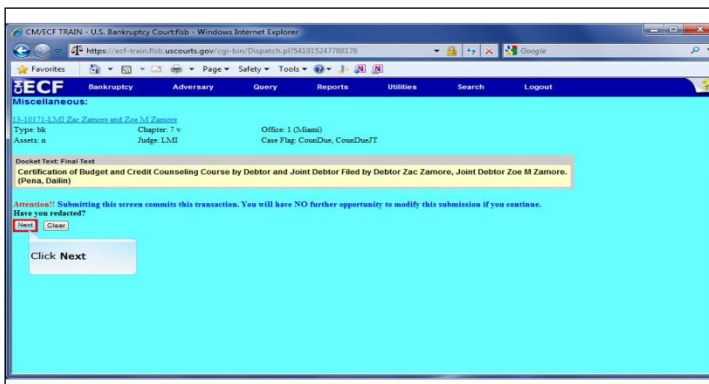 CM/ECF TRAIN - U.S. Bankruptcy Court:flsb - Windows Internet Explorer
https://ecf-train.flsb.uscourts.gov/cgi-bin/Dispatch.pl?541915247788176
Google
Favorites Page Safety Tools
ECF Bankruptcy Adversary Query Reports Utilities Search Logout
Miscellaneous:
13-10171-LMI Zac Zamore and Zoe M Zamore
Type: bk Chapter: 7 v Office: 1 (Miami)
Assets: n Judge: LMI Case Flag: CounDue, CounDueJT
Docket Text: Final Text
Certification of Budget and Credit Counseling Course by Debtor and Joint Debtor Filed by Debtor Zac Zamore, Joint Debtor Zoe M Zamore.
(Pena, Dailin)
Attention!! Submitting this screen commits this transaction. You will have NO further opportunity to modify this submission if you continue.
Have you redacted?
Next Clear
Click Next